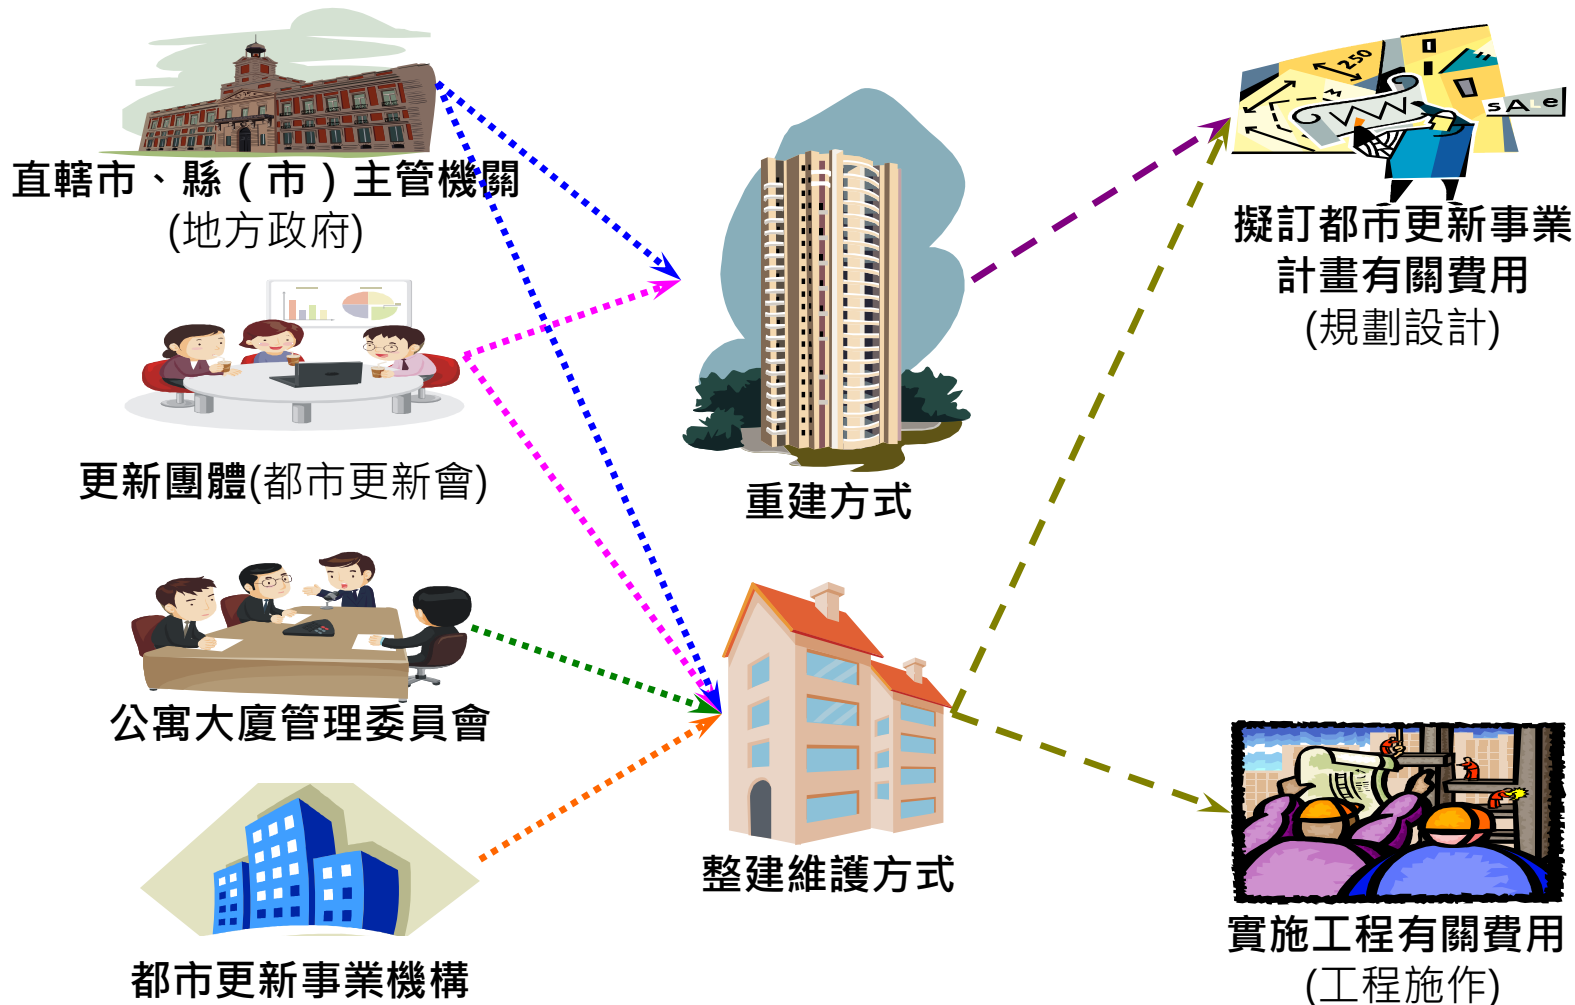 直轄市、縣（市）主管機關
(地方政府)
更新團體(都市更新會)
公寓大廈管理委員會
都市更新事業機構
重建方式
整建維護方式
250
SALe
擬訂都市更新事業
計畫有關費用
(規劃設計)
實施工程有關費用
(工程施作)